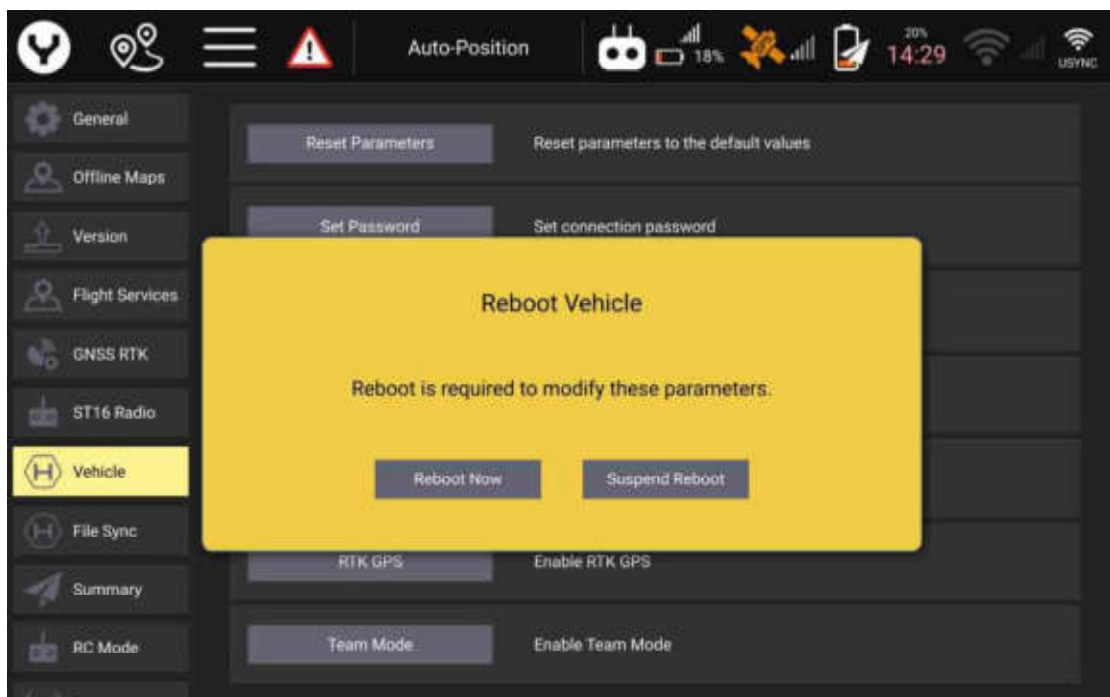 Auto-Position
18%
20%
14:29
USYNC
General
Offline Maps
Version
Flight Services
GNSS RTK
ST16 Radio
Vehicle
File Sync
Summary
RC Mode
Reset Parameters
Reset parameters to the default values
Set Password
Set connection password
Reboot Vehicle
Reboot is required to modify these parameters.
Reboot Now
Suspend Reboot
RTK GPS
Enable RTK GPS
Team Mode
Enable Team Mode